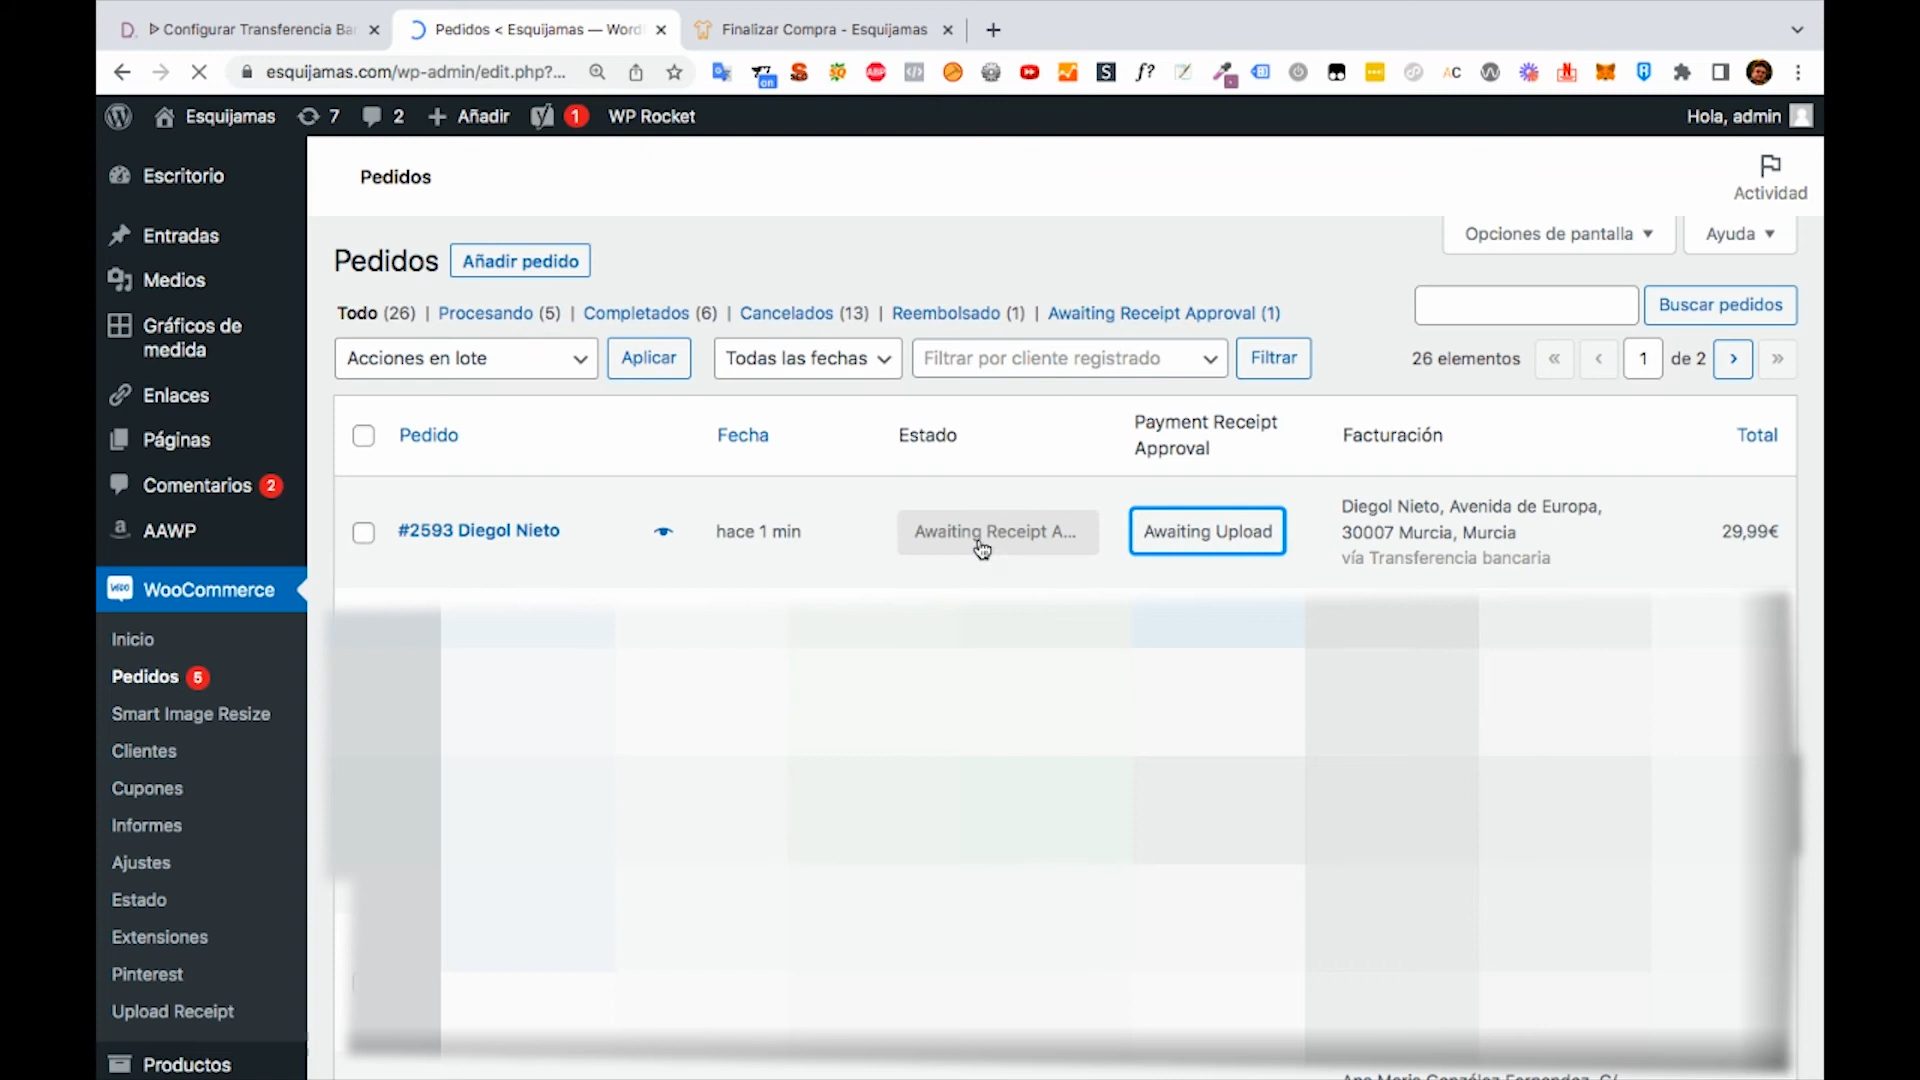 Configurar Transferencia Ba
Pedidos < Esquijamas — Word
Finalizar Compra - Esquijamas
esquijamas.com/wp-admin/edit.php?...
on
ABP
S
f?
AC
Esquijamas
7
2
Añadir
1
WP Rocket
Hola, admin
Escritorio
Entradas
Medios
Gráficos de
medida
Enlaces
Páginas
Comentarios 2
AAWP
WooCommerce
Inicio
Pedidos 5
Smart Image Resize
Clientes
Cupones
Informes
Ajustes
Estado
Extensiones
Pinterest
Upload Receipt
Productos
Pedidos
Actividad
Opciones de pantalla ▼
Ayuda ▼
Pedidos
Añadir pedido
Todo (26) | Procesando (5) | Completados (6) | Cancelados (13) | Reembolsado (1) | Awaiting Receipt Approval (1)
Buscar pedidos
Acciones en lote
Aplicar
Todas las fechas
Filtrar por cliente registrado
Filtrar
26 elementos « ‹ 1 de 2 › »
Pedido
Fecha
Estado
Payment Receipt
Approval
Facturación
Total
#2593 Diegol Nieto
hace 1 min
Awaiting Receipt A...
Awaiting Upload
Diegol Nieto, Avenida de Europa,
30007 Murcia, Murcia
vía Transferencia bancaria
29,99€